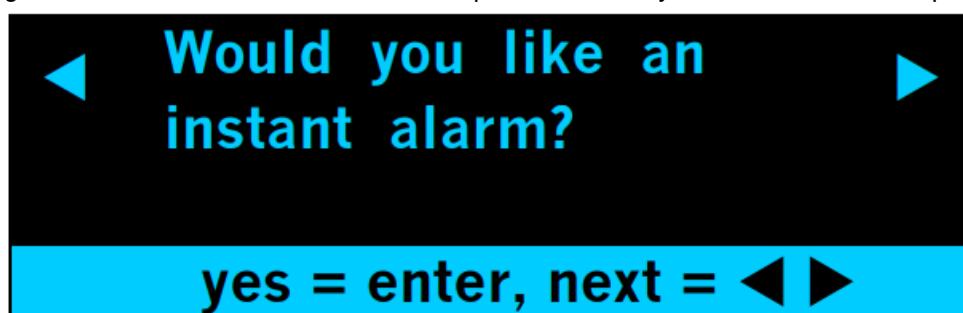 Would you like an
instant alarm?
yes = enter, next = ◀ ▶